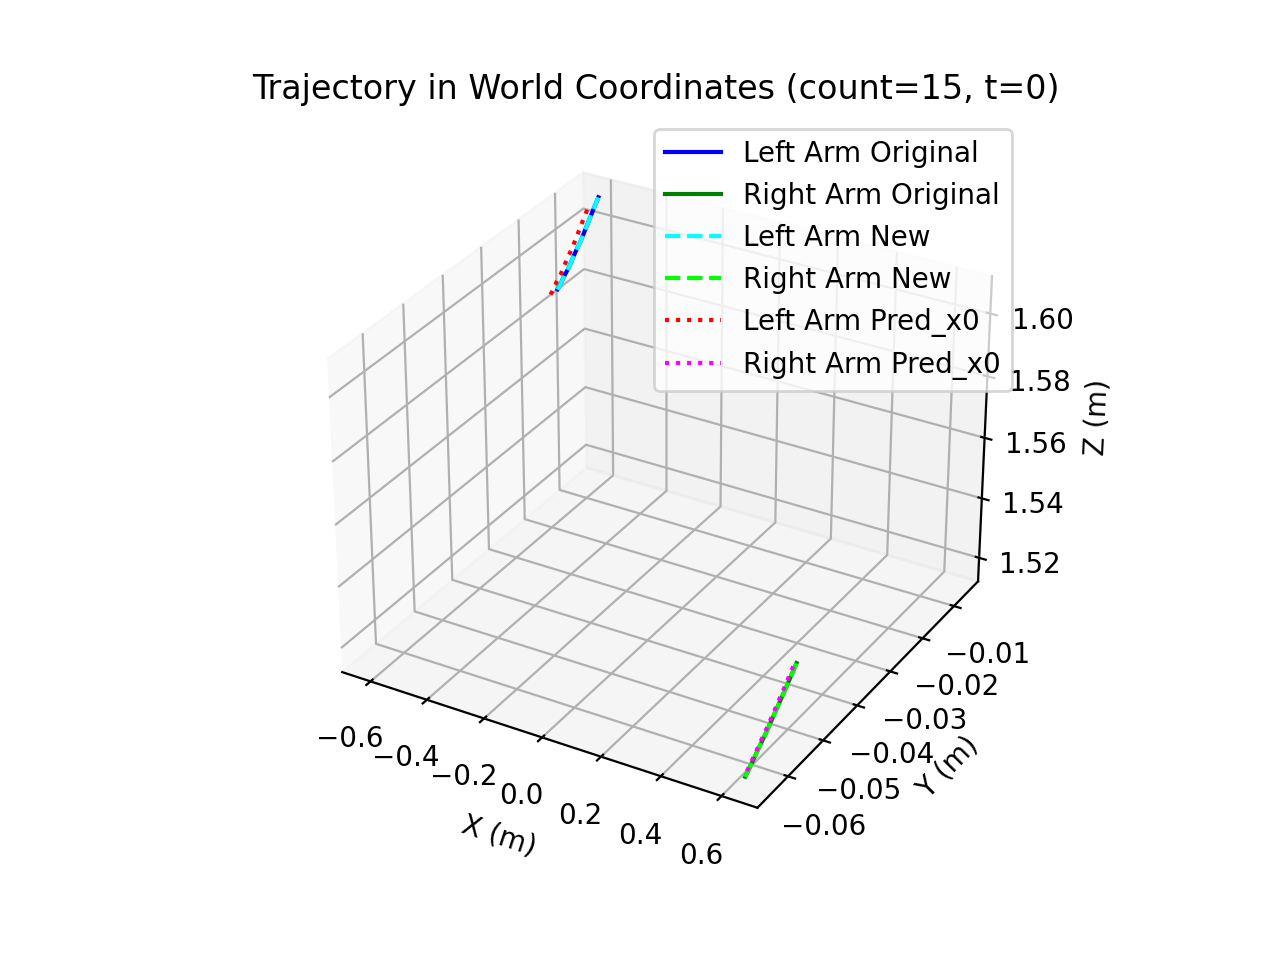 Trajectory in World Coordinates (count=15, t=0)
Left Arm Original
Right Arm Original
Left Arm New
Right Arm New
Left Arm Pred_x0
Right Arm Pred_x0
1.60
1.58
1.56
1.54
1.52
Z (m)
−0.01
−0.02
−0.03
−0.04
−0.05
−0.06
Y (m)
−0.6
−0.4
−0.2
0.0
0.2
0.4
0.6
X (m)